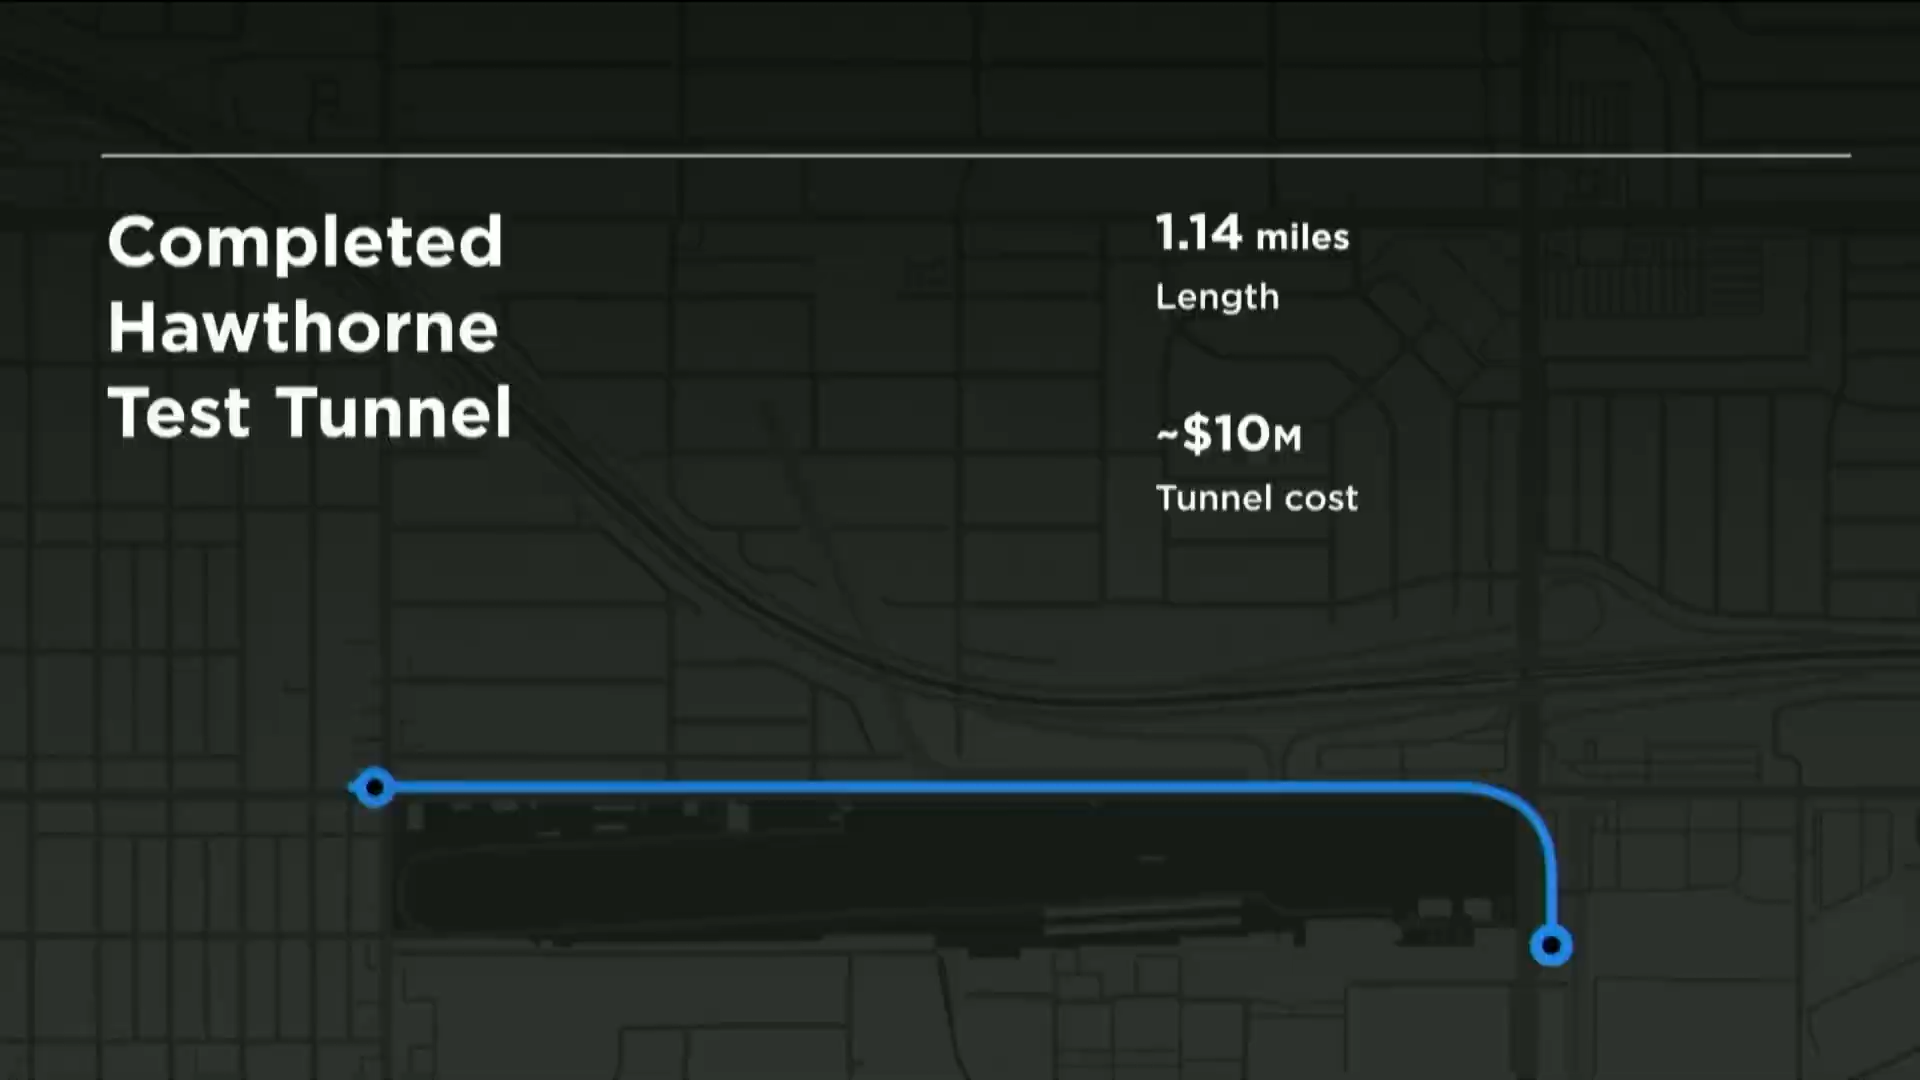 Completed
Hawthorne
Test Tunnel
1.14 miles
Length
~$10M
Tunnel cost